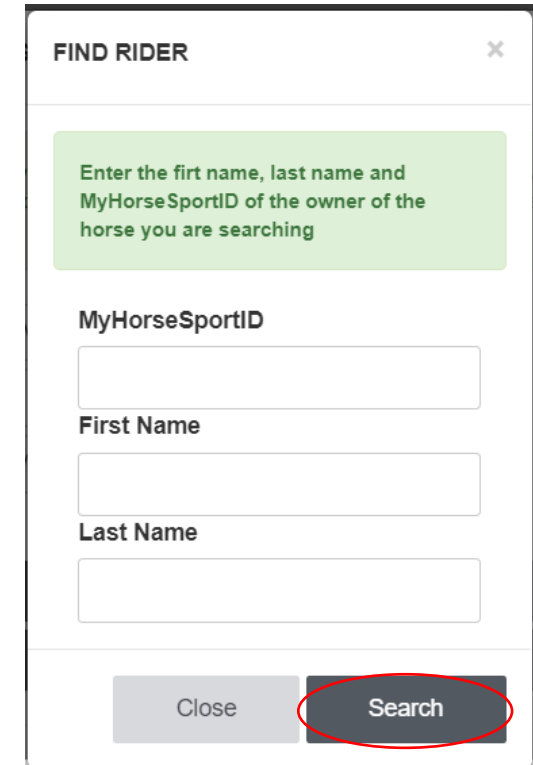 FIND RIDER ×
Enter the firt name, last name and
MyHorseSportID of the owner of the
horse you are searching
MyHorseSportID
First Name
Last Name
Close Search